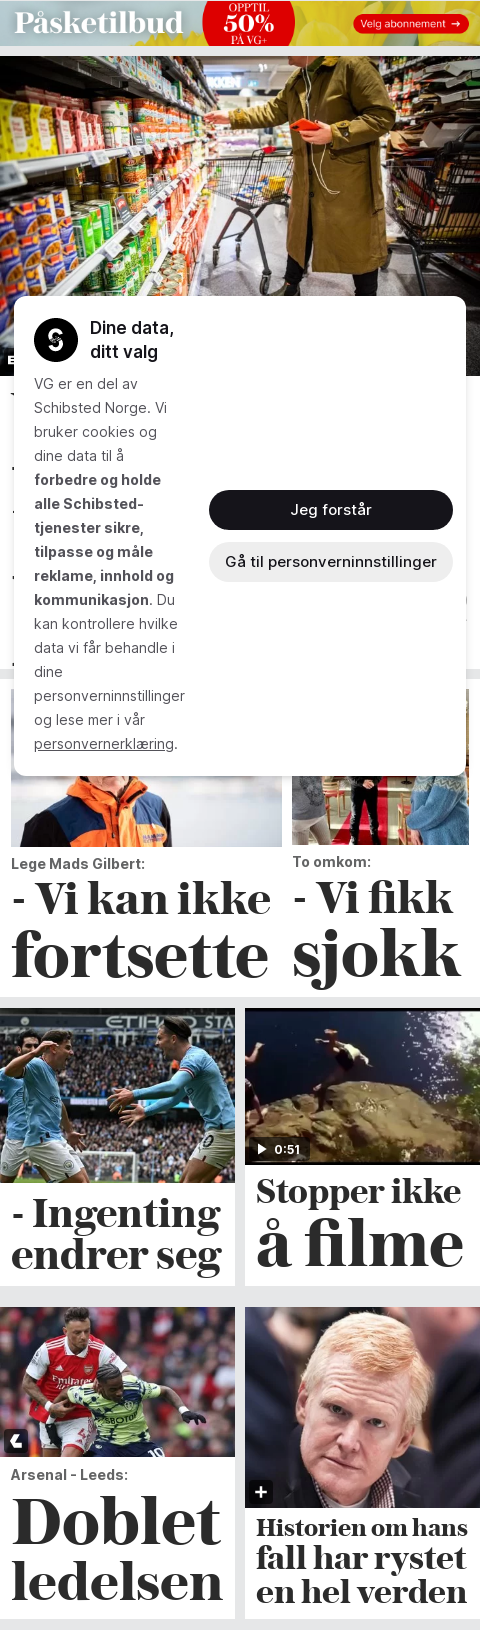 Påsketilbud
OPPTIL
50%
PÅ VG+
Velg abonnement →
Dine data,
ditt valg
VG er en del av
Schibsted Norge. Vi
bruker cookies og
dine data til å
forbedre og holde
alle Schibsted-
tjenester sikre,
tilpasse og måle
reklame, innhold og
kommunikasjon. Du
kan kontrollere hvilke
data vi får behandle i
dine
personverninnstillinger
og lese mer i vår
personvernerklæring.
Jeg forstår
Gå til personverninnstillinger
Lege Mads Gilbert:
- Vi kan ikke
fortsette
To omkom:
- Vi fikk
sjokk
ETIHAD STA
- Ingenting
endrer seg
0:51
Stopper ikke
å filme
Arsenal - Leeds:
Doblet
ledelsen
Historien om hans
fall har rystet
en hel verden